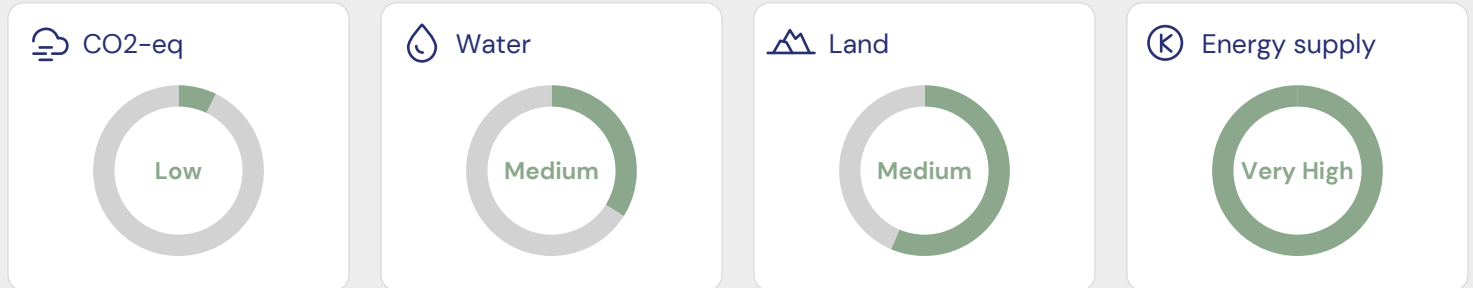 CO2-eq
Low
Water
Medium
Land
Medium
Energy supply
Very High